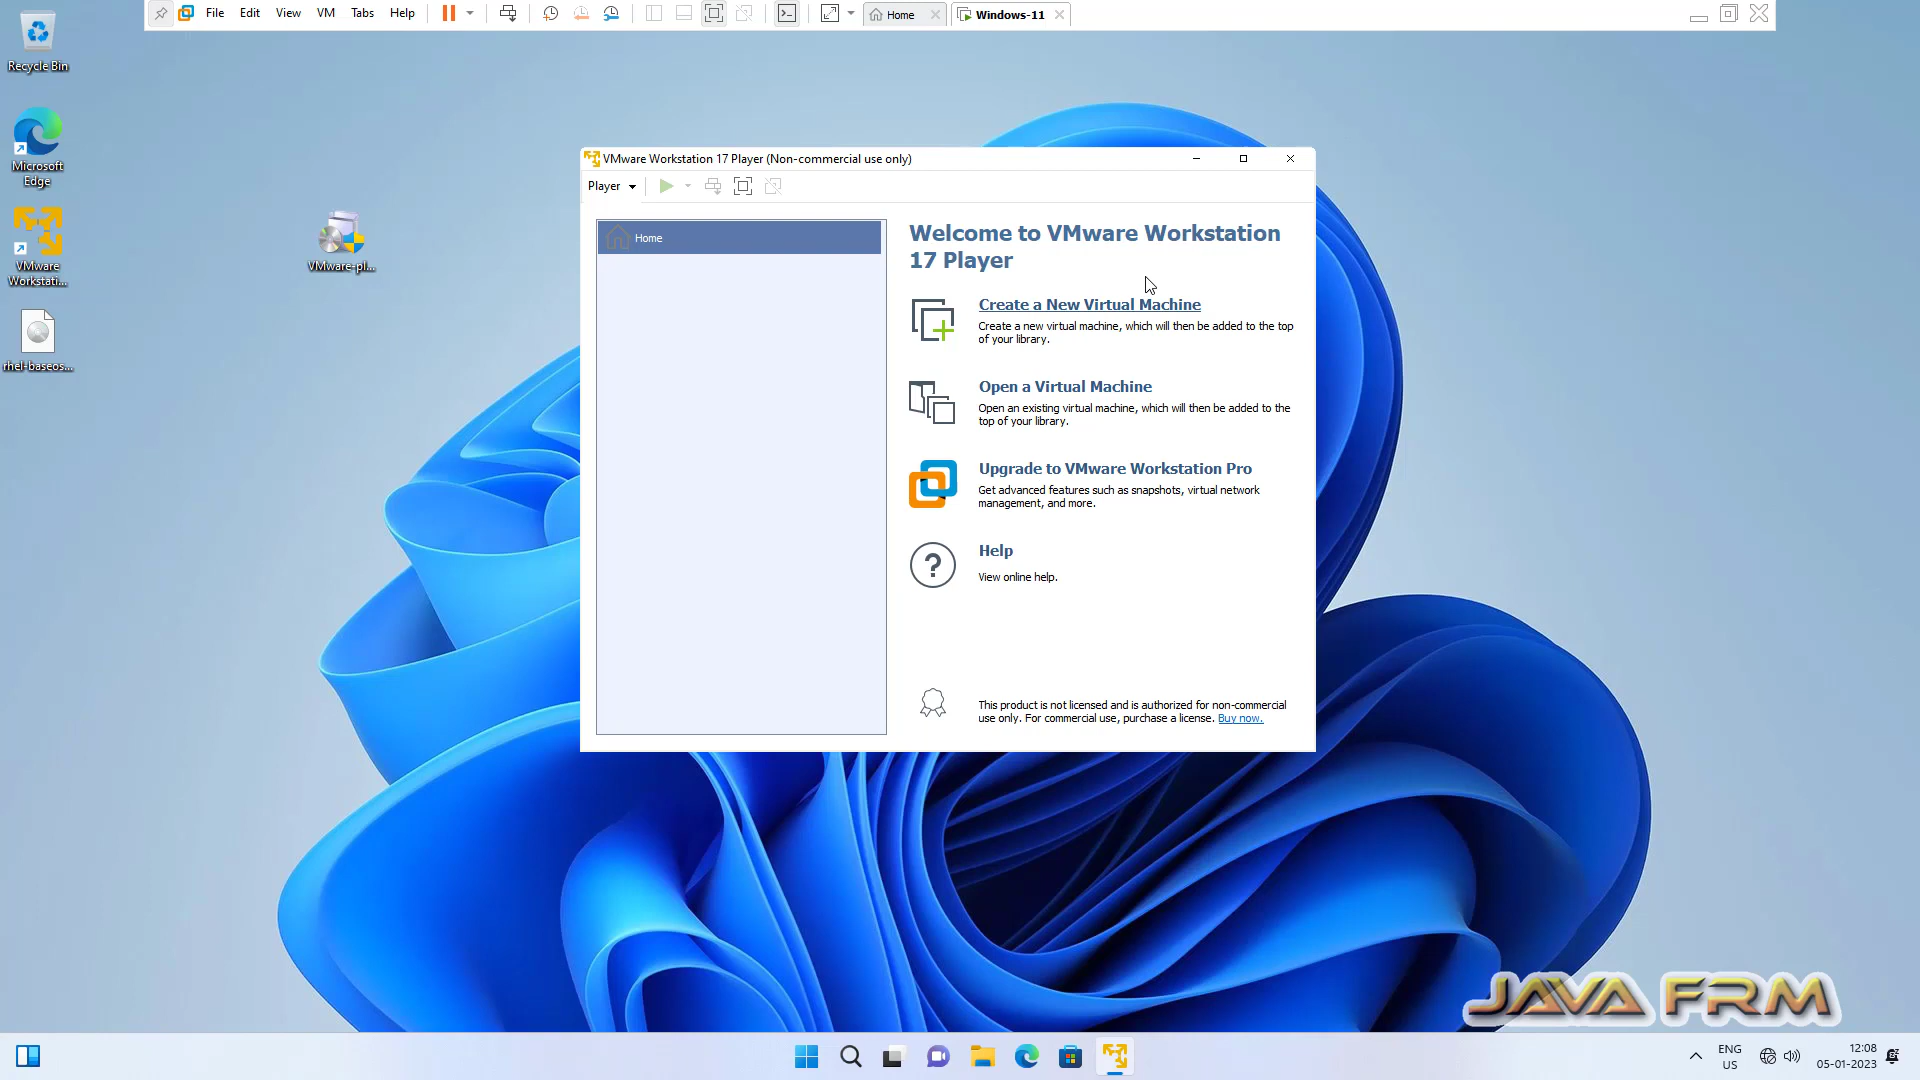 File Edit View VM Tabs Help Home Windows-11
Recycle Bin
Microsoft
Edge
VMware
Workstati...
rhel-baseos...
VMware-pl...
VMware Workstation 17 Player (Non-commercial use only)
Player
Home
Welcome to VMware Workstation
17 Player
Create a New Virtual Machine
Create a new virtual machine, which will then be added to the top
of your library.
Open a Virtual Machine
Open an existing virtual machine, which will then be added to the
top of your library.
Upgrade to VMware Workstation Pro
Get advanced features such as snapshots, virtual network
management, and more.
?
Help
View online help.
This product is not licensed and is authorized for non-commercial
use only. For commercial use, purchase a license. Buy now.
JAVA FRM
ENG
US
12:08
05-01-2023